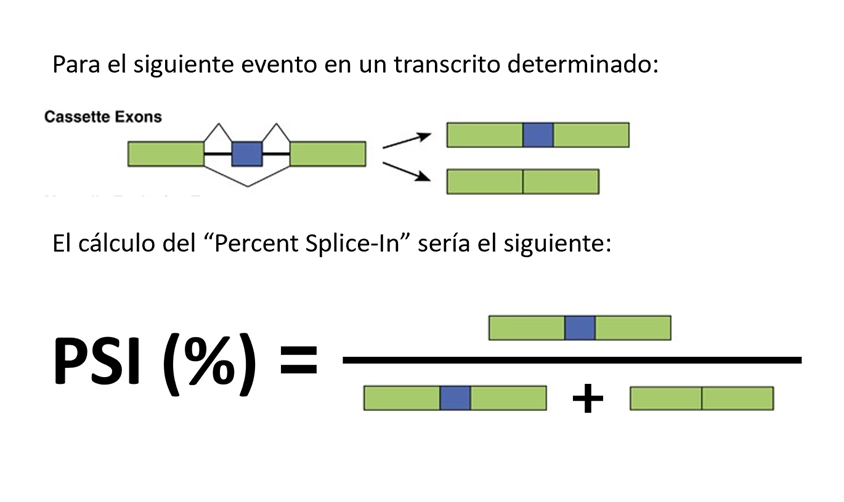 Para el siguiente evento en un transcrito determinado:
Cassette Exons
El cálculo del “Percent Splice-In” sería el siguiente:
PSI (%) =
+